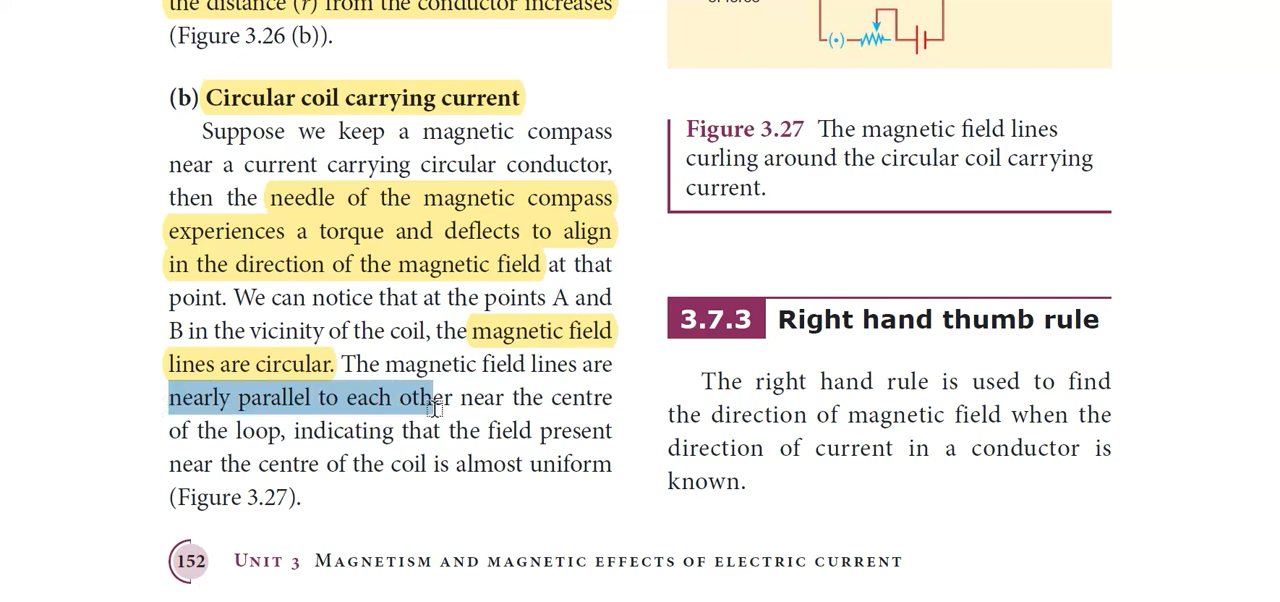 the distance (r) from the conductor increases
(Figure 3.26 (b)).
(b) Circular coil carrying current
Suppose we keep a magnetic compass
near a current carrying circular conductor,
then the needle of the magnetic compass
experiences a torque and deflects to align
in the direction of the magnetic field at that
point. We can notice that at the points A and
B in the vicinity of the coil, the magnetic field
lines are circular. The magnetic field lines are
nearly parallel to each other near the centre
of the loop, indicating that the field present
near the centre of the coil is almost uniform
(Figure 3.27).
Figure 3.27 The magnetic field lines
curling around the circular coil carrying
current.
3.7.3 Right hand thumb rule
The right hand rule is used to find
the direction of magnetic field when the
direction of current in a conductor is
known.
152 Unit 3 Magnetism and magnetic effects of electric current